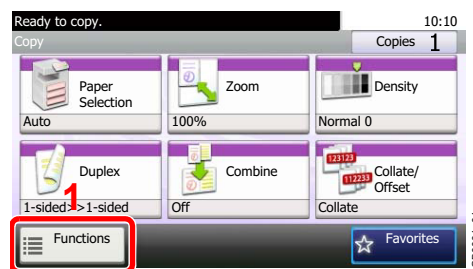 Ready to copy.
10:10
Copy
Copies 1
Paper Selection
Auto
Zoom
100%
Density
Normal 0
Duplex
1-sided>>1-sided
Combine
Off
123123
112233
Collate/
Offset
Collate
1
Functions
Favorites